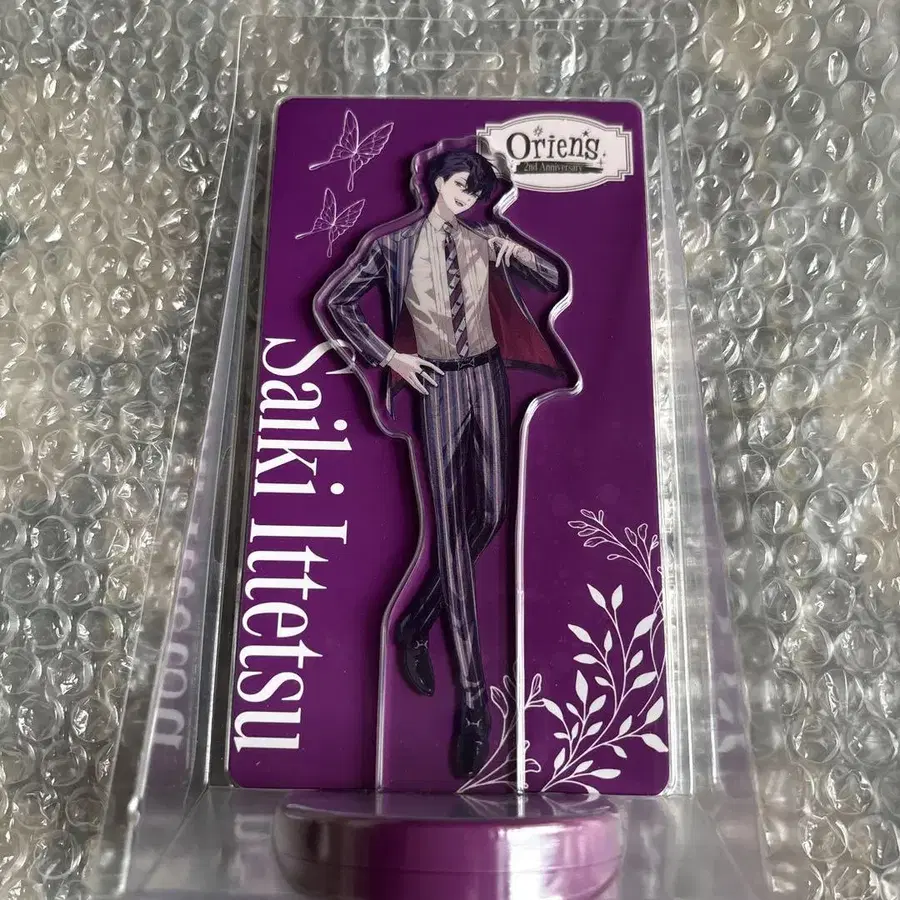 Oriens
2nd Anniversary
Saiki Ittetsu